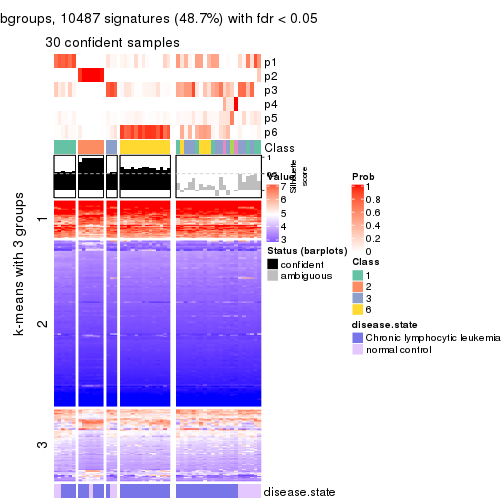 bgroups, 10487 signatures (48.7%) with fdr < 0.05
30 confident samples
p1
p2
p3
p4
p5
p6
Class
1
Silhouette
score
k-means with 3 groups
1
2
3
Value
7
6
5
4
3
Status (barplots)
confident
ambiguous
Prob
1
0.8
0.6
0.4
0.2
0
Class
1
2
3
6
disease.state
Chronic lymphocytic leukemia
normal control
disease.state